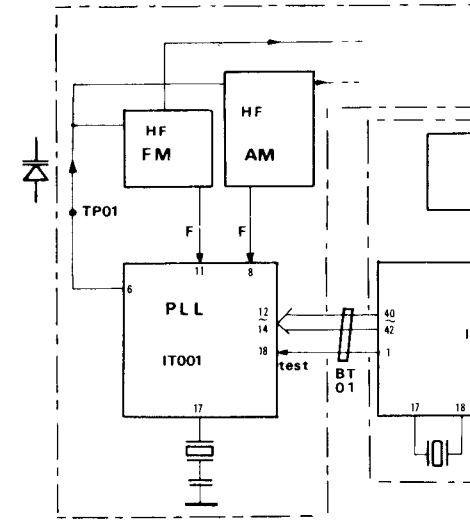 HF
FM
HF
AM
TP01
F
F
6
11
8
PLL
12
~
14
40
~
42
I
IT001
18
test
1
BT
01
17
17
18